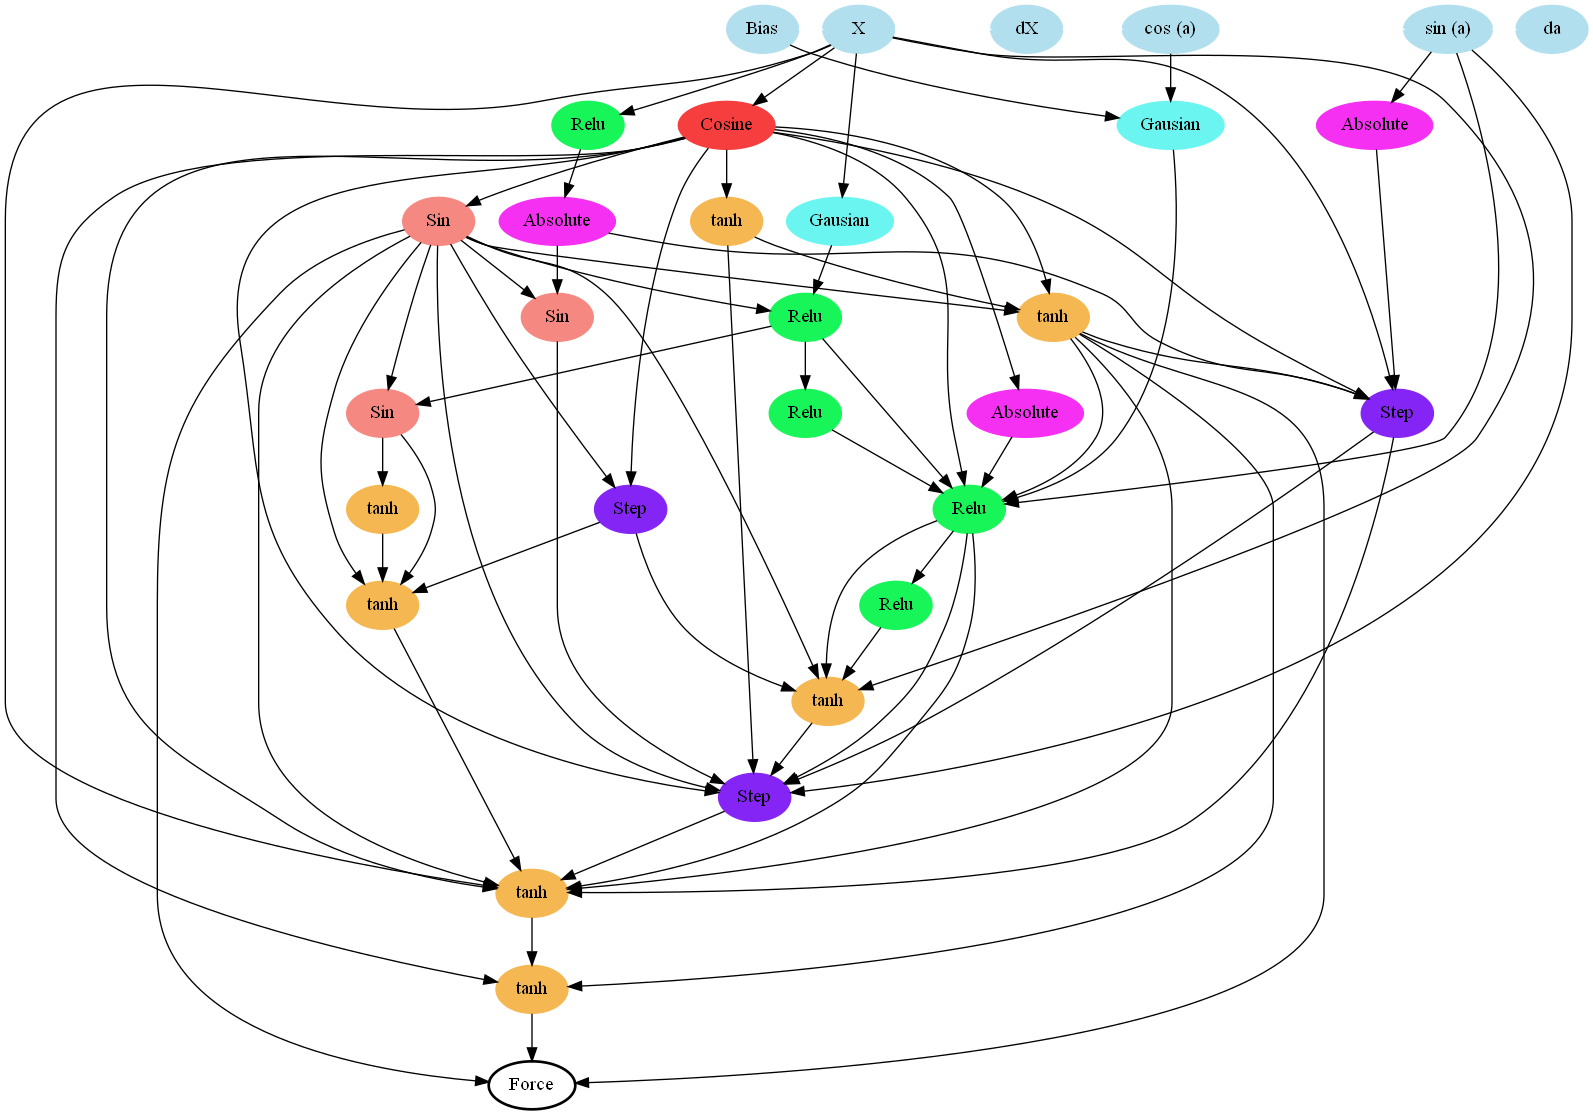 Bias X dX cos (a) sin (a) da
Relu Cosine Gausian Absolute
Sin Absolute tanh Gausian
Sin Relu tanh
Sin Relu Absolute Step
tanh Step Relu
tanh Relu
tanh
Step
tanh
tanh
Force